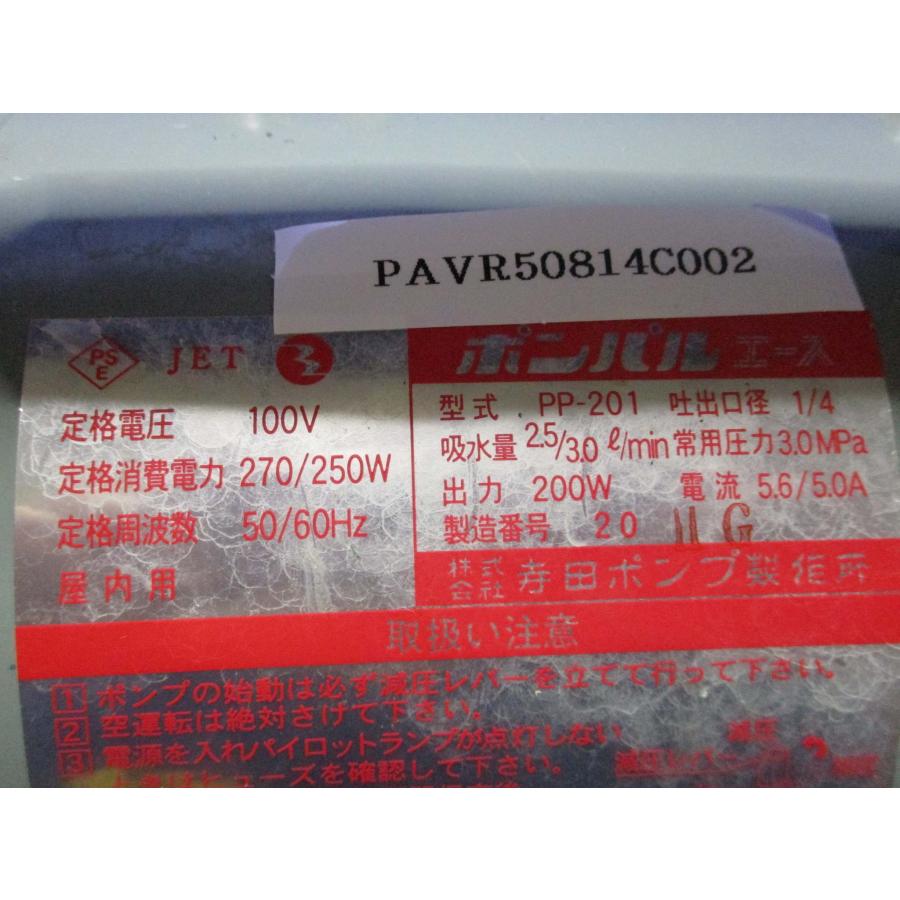 PAVR50814C002
PSE JET
定格電圧 100V
定格消費電力 270/250W
定格周波数 50/60Hz
屋内用
ポンパル エース
型式 PP-201 吐出口径 1/4
吸水量 2.5/3.0 ℓ/min 常用圧力 3.0MPa
出力 200W 電流 5.6/5.0A
製造番号 20 11 G
株式会社 寺田ポンプ製作所
取扱い注意
1 ポンプの始動は必ず減圧レバーを立てて行って下さい。
2 空運転は絶対さけて下さい。
3 電源を入れパイロットランプが点灯しない
ときはヒューズを確認して下さい。
減圧
減圧レバー